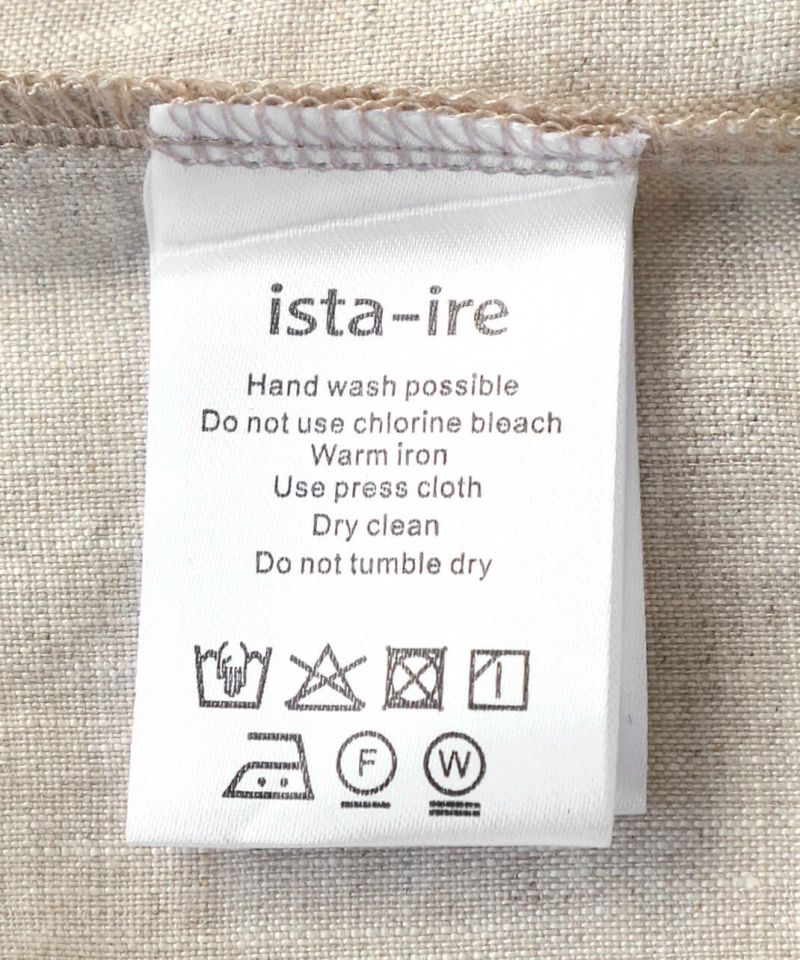 ista-ire
Hand wash possible
Do not use chlorine bleach
Warm iron
Use press cloth
Dry clean
Do not tumble dry
F
W